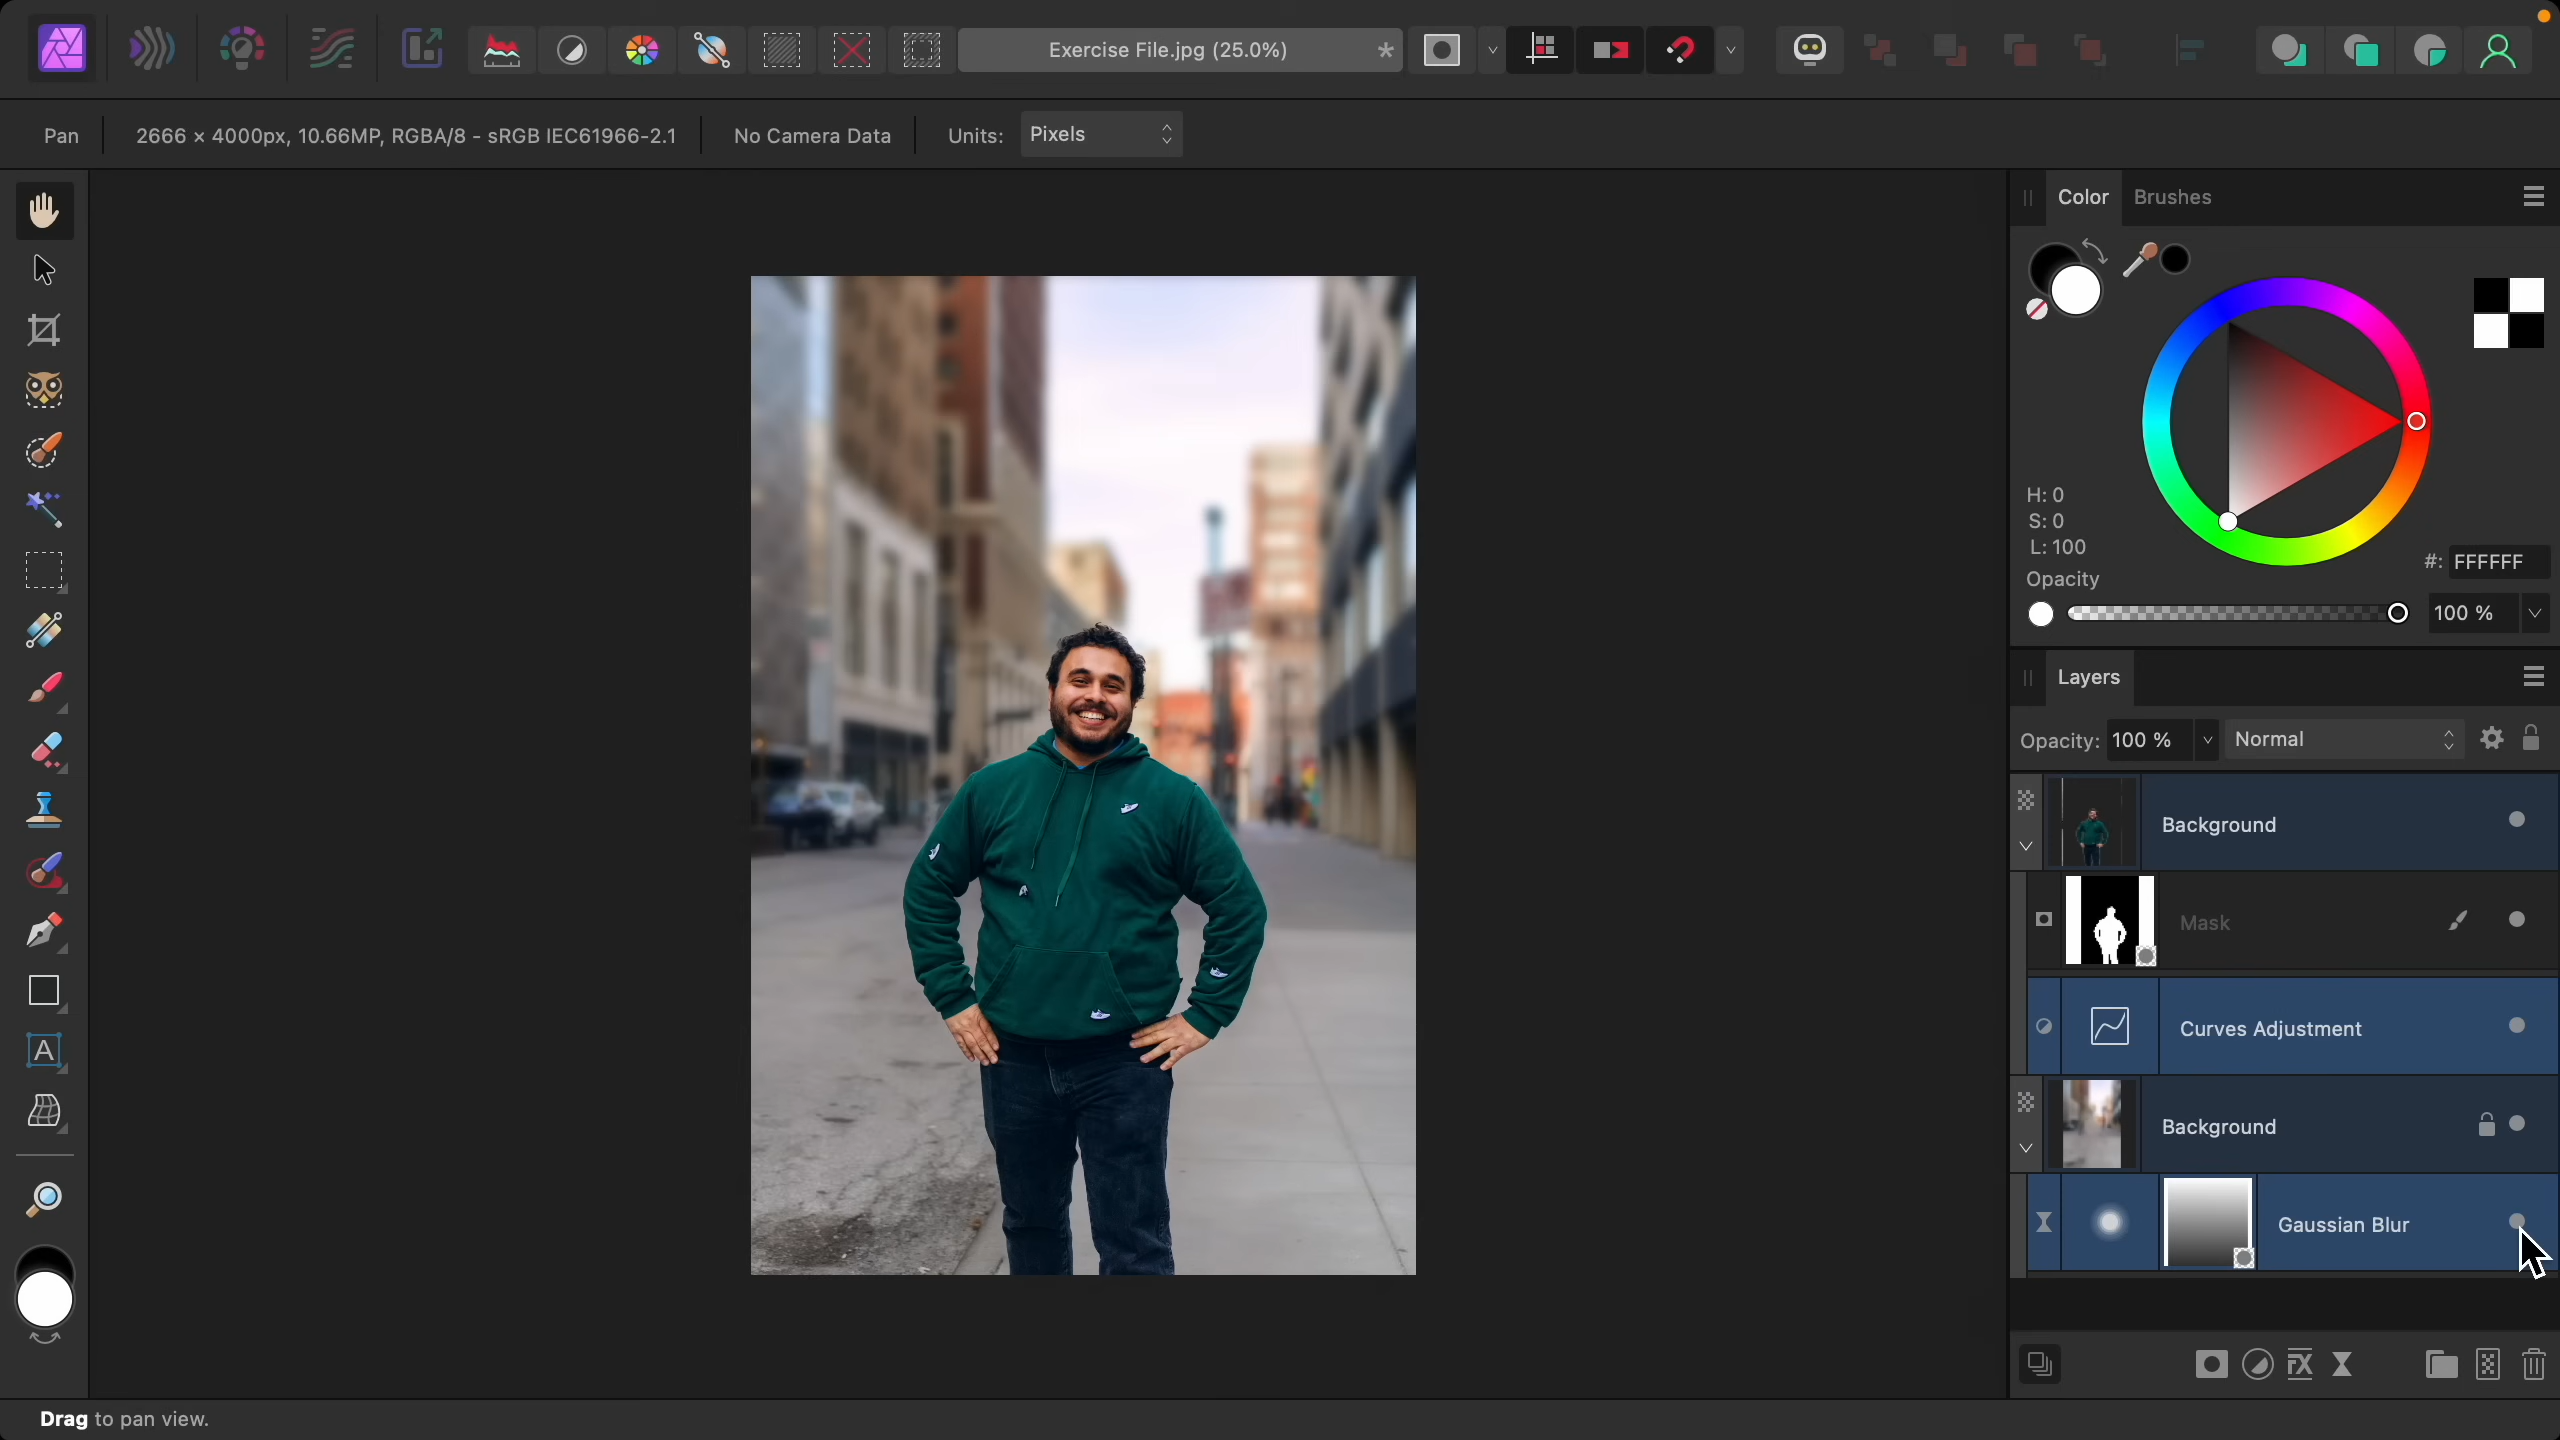 Exercise File.jpg (25.0%) *
Pan
2666 × 4000px, 10.66MP, RGBA/8 - sRGB IEC61966-2.1
No Camera Data
Units: Pixels
Color Brushes
H: 0
S: 0
L: 100
#: FFFFFF
Opacity
100 %
Layers
Opacity: 100 % Normal
Background
Mask
Curves Adjustment
Background
Gaussian Blur
A
FX
Drag to pan view.